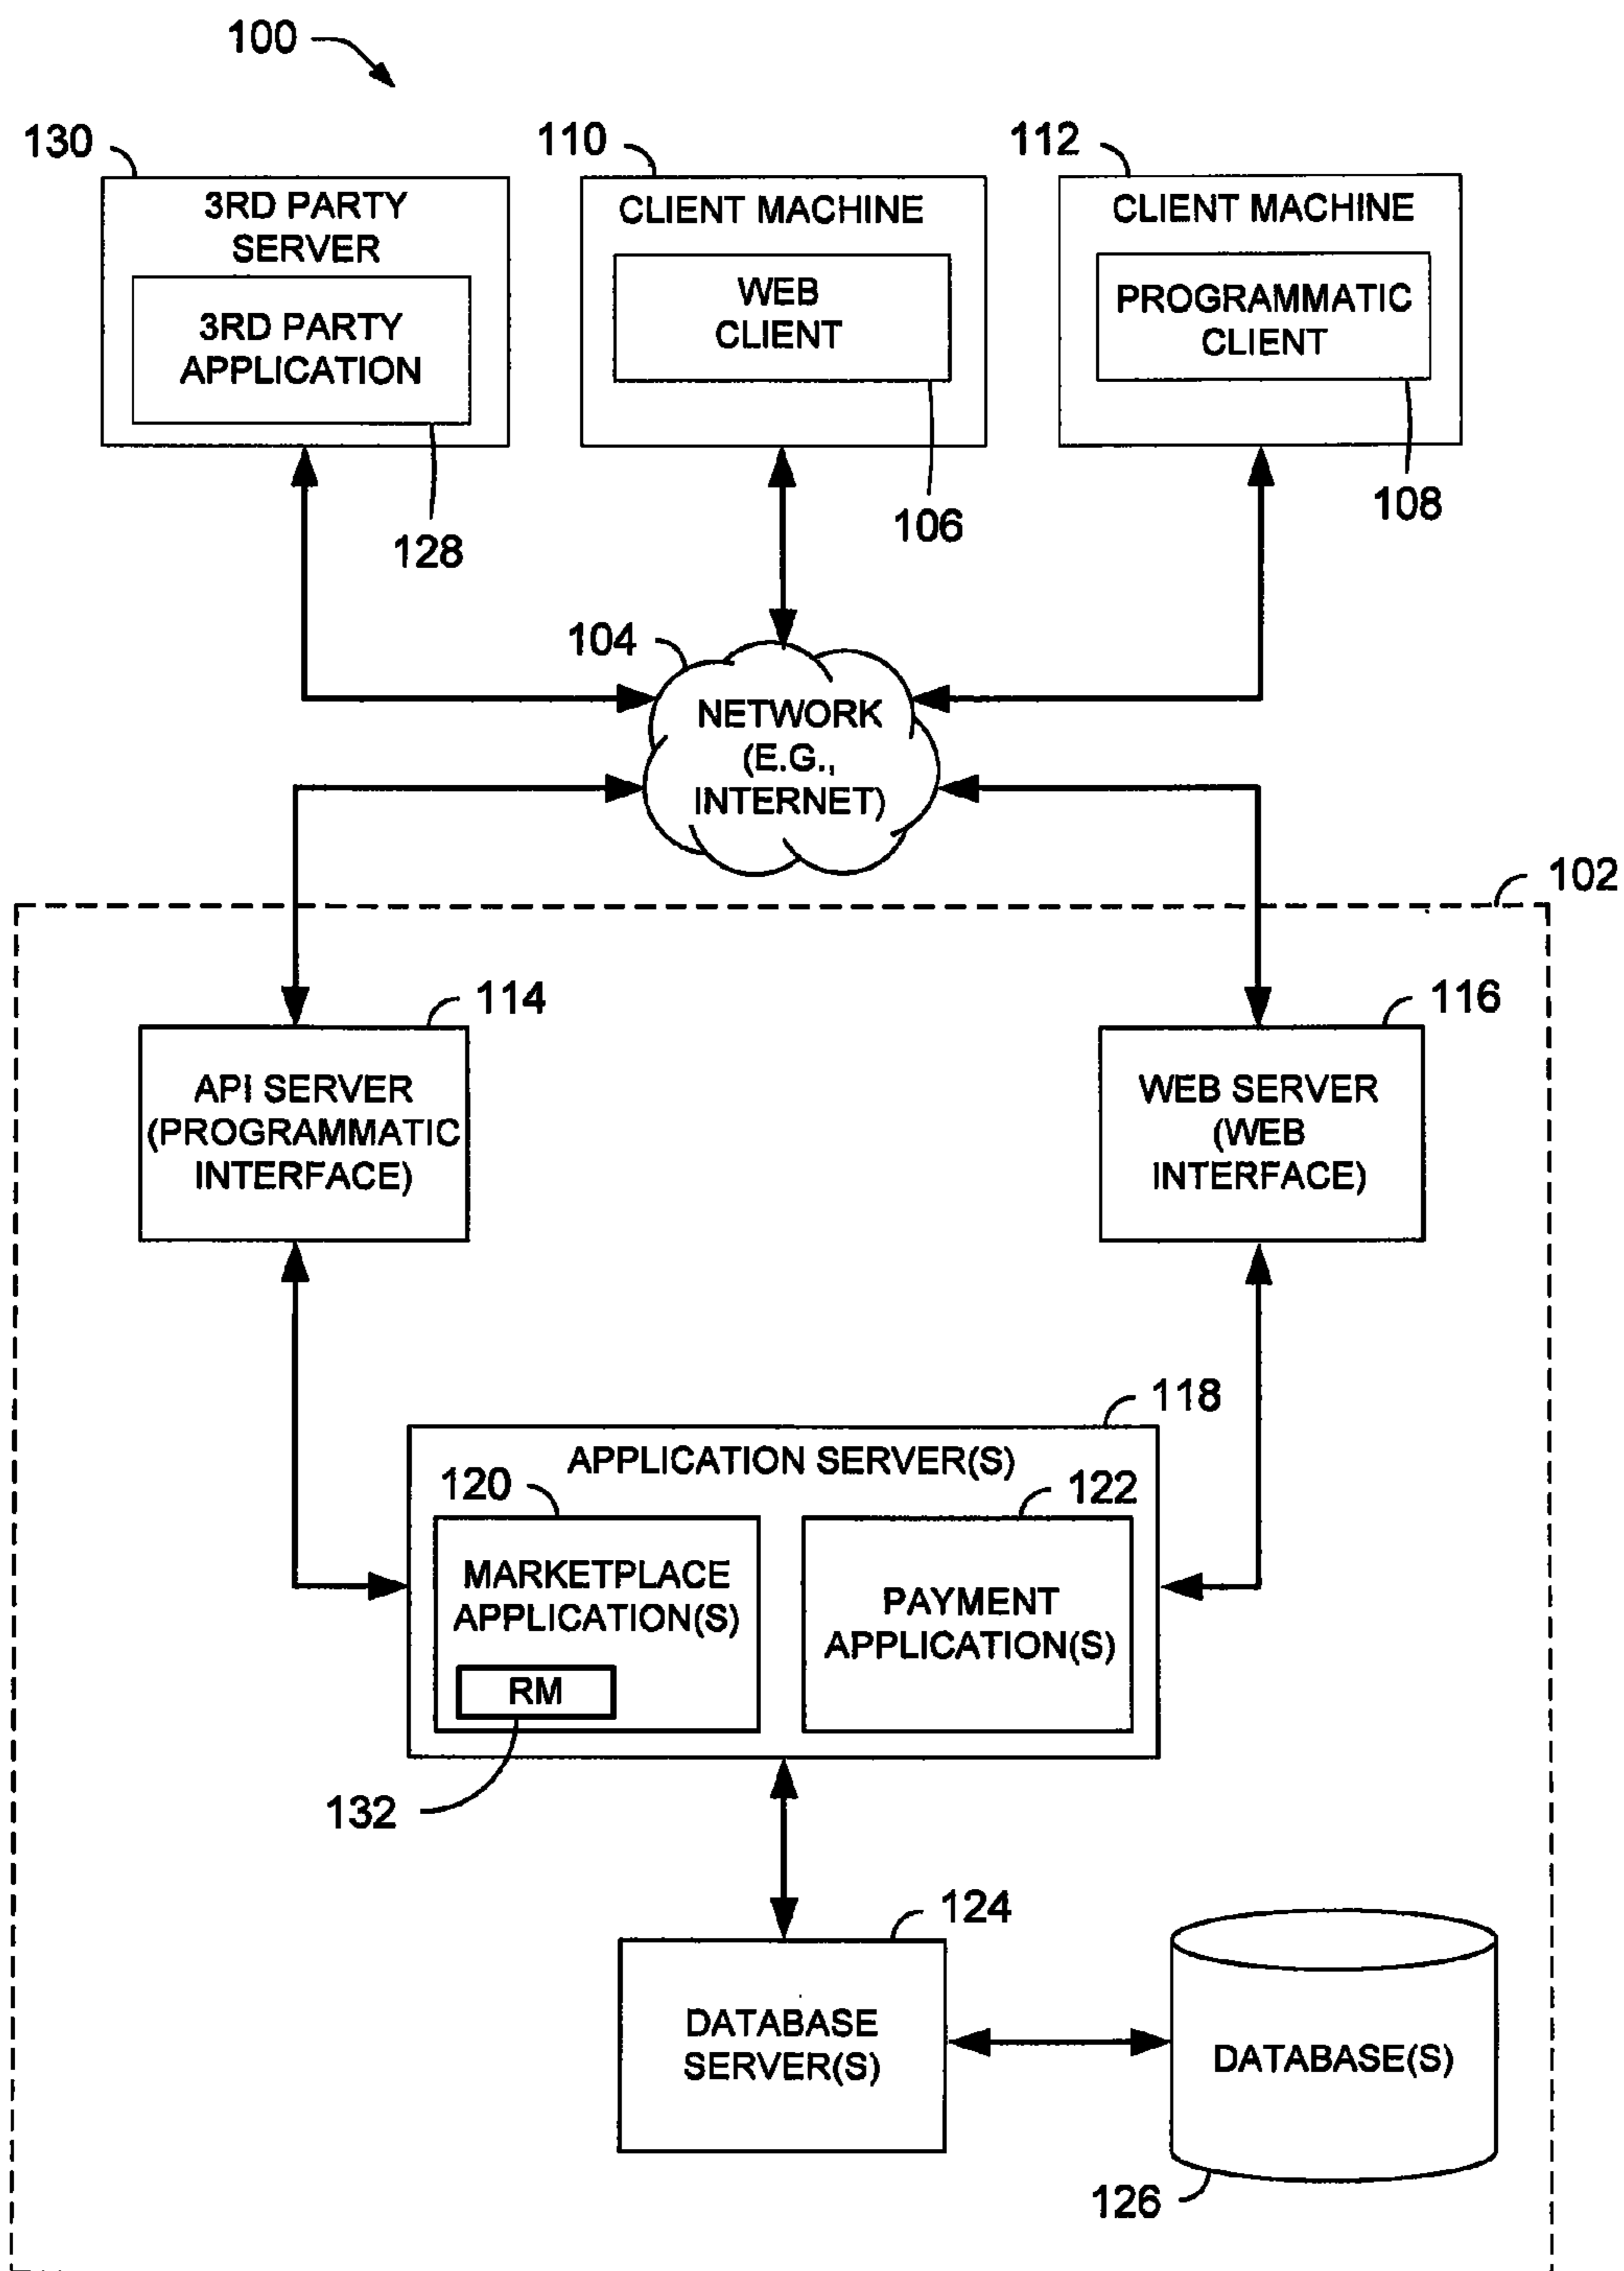 100
130
110
112
3RD PARTY
SERVER
3RD PARTY
APPLICATION
128
CLIENT MACHINE
WEB
CLIENT
106
CLIENT MACHINE
PROGRAMMATIC
CLIENT
108
104
NETWORK
(E.G.,
INTERNET)
102
114
API SERVER
(PROGRAMMATIC
INTERFACE)
116
WEB SERVER
(WEB
INTERFACE)
118
APPLICATION SERVER(S)
120
MARKETPLACE
APPLICATION(S)
RM
132
122
PAYMENT
APPLICATION(S)
124
DATABASE
SERVER(S)
DATABASE(S)
126